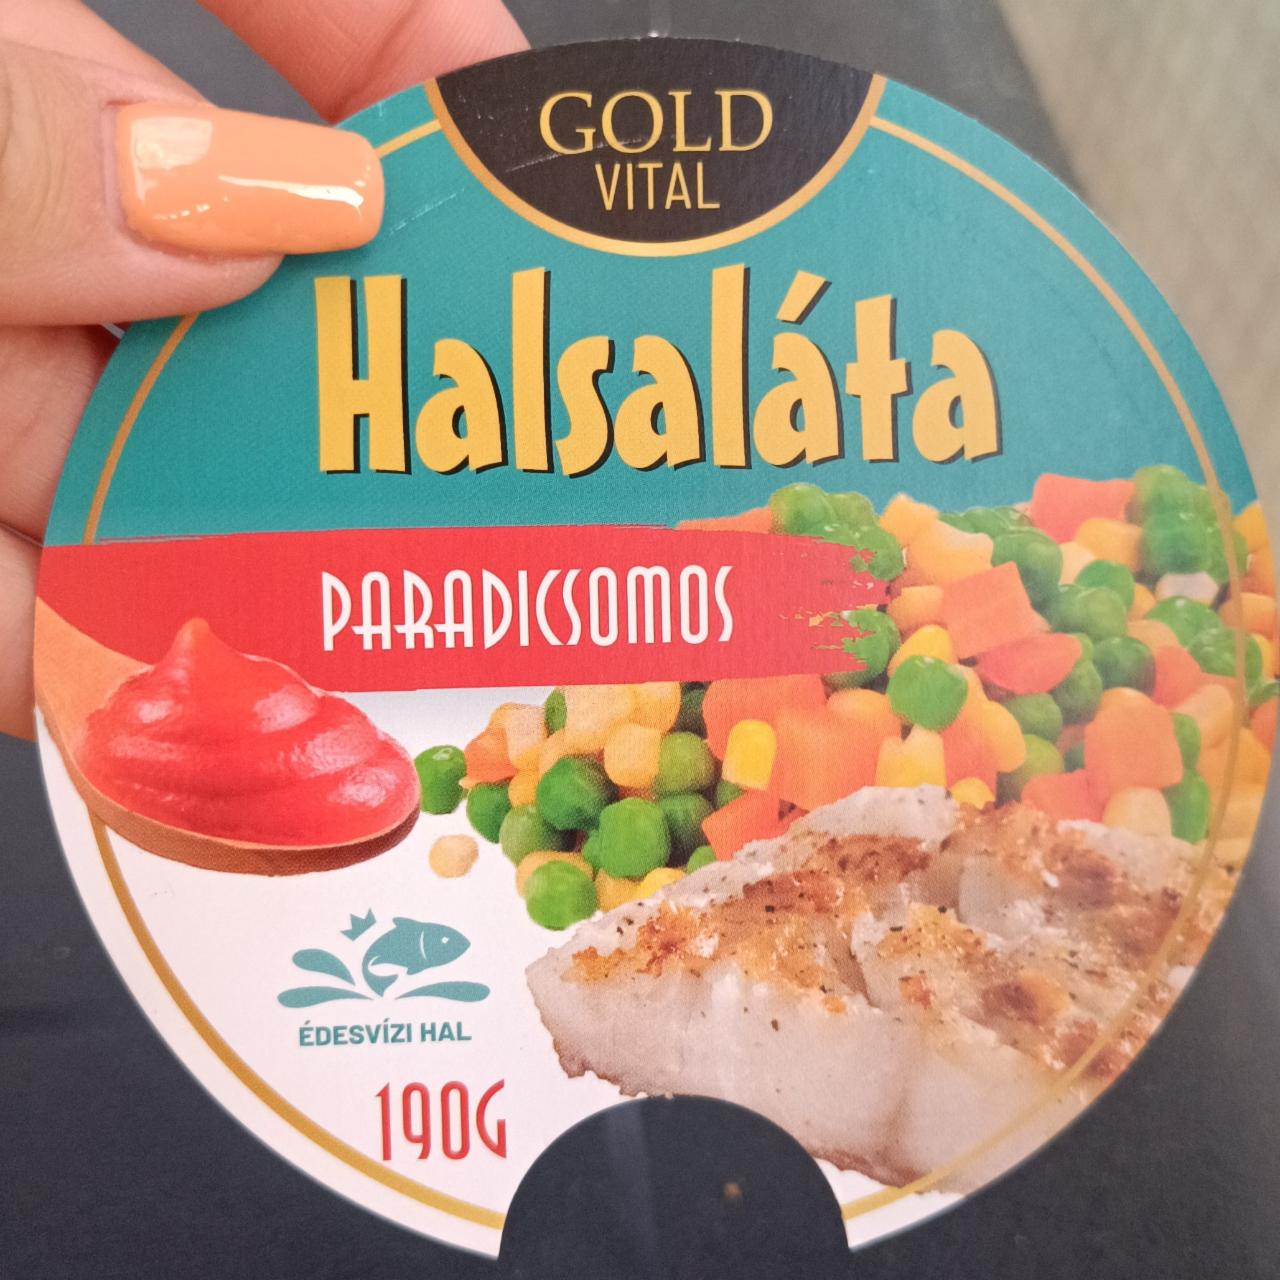 GOLD
VITAL
Halsaláta
PARADICSOMOS
ÉDESVÍZI HAL
190G